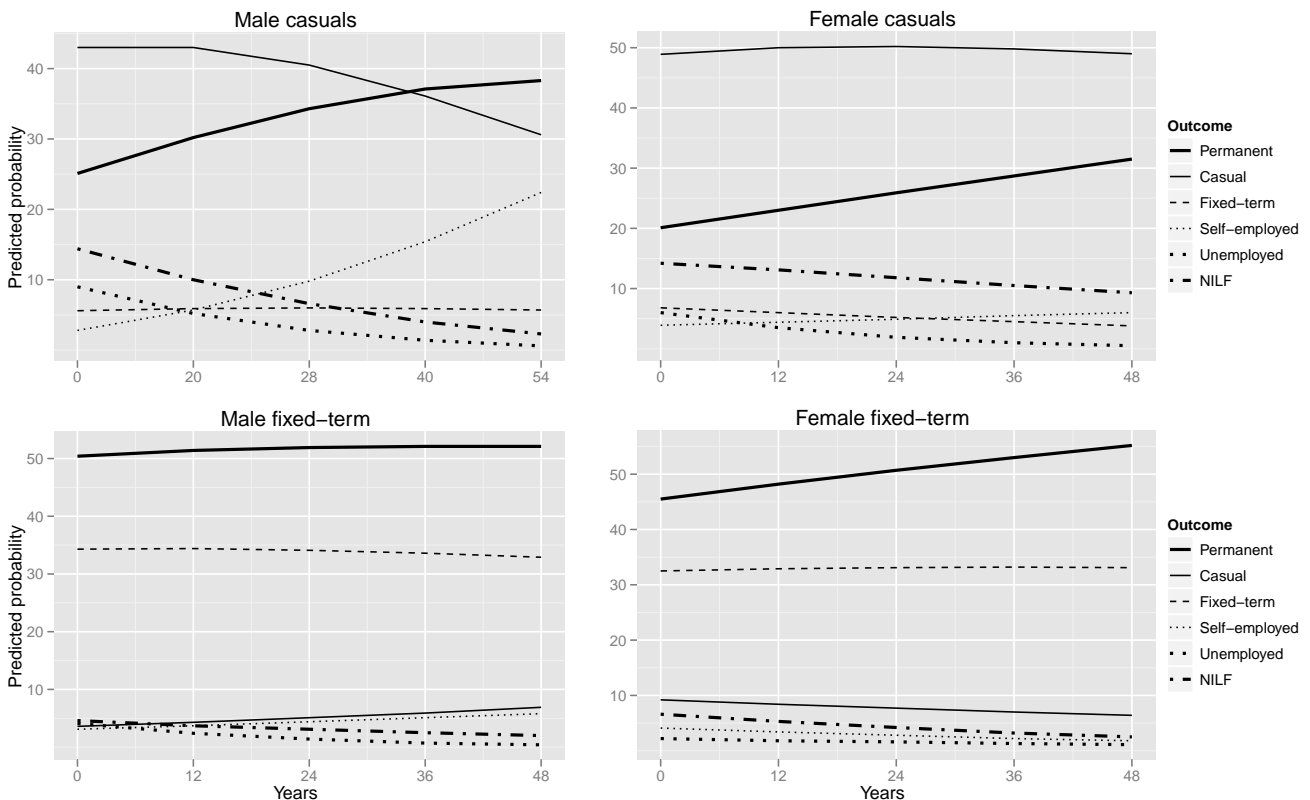 Male casuals
Female casuals
Predicted probability
40
30
20
10
0 20 28 40 54
50
40
30
20
10
0 12 24 36 48
Outcome
Permanent
Casual
Fixed−term
Self−employed
Unemployed
NILF
Male fixed−term
Female fixed−term
Predicted probability
50
40
30
20
10
0 12 24 36 48
Years
50
40
30
20
10
0 12 24 36 48
Years
Outcome
Permanent
Casual
Fixed−term
Self−employed
Unemployed
NILF